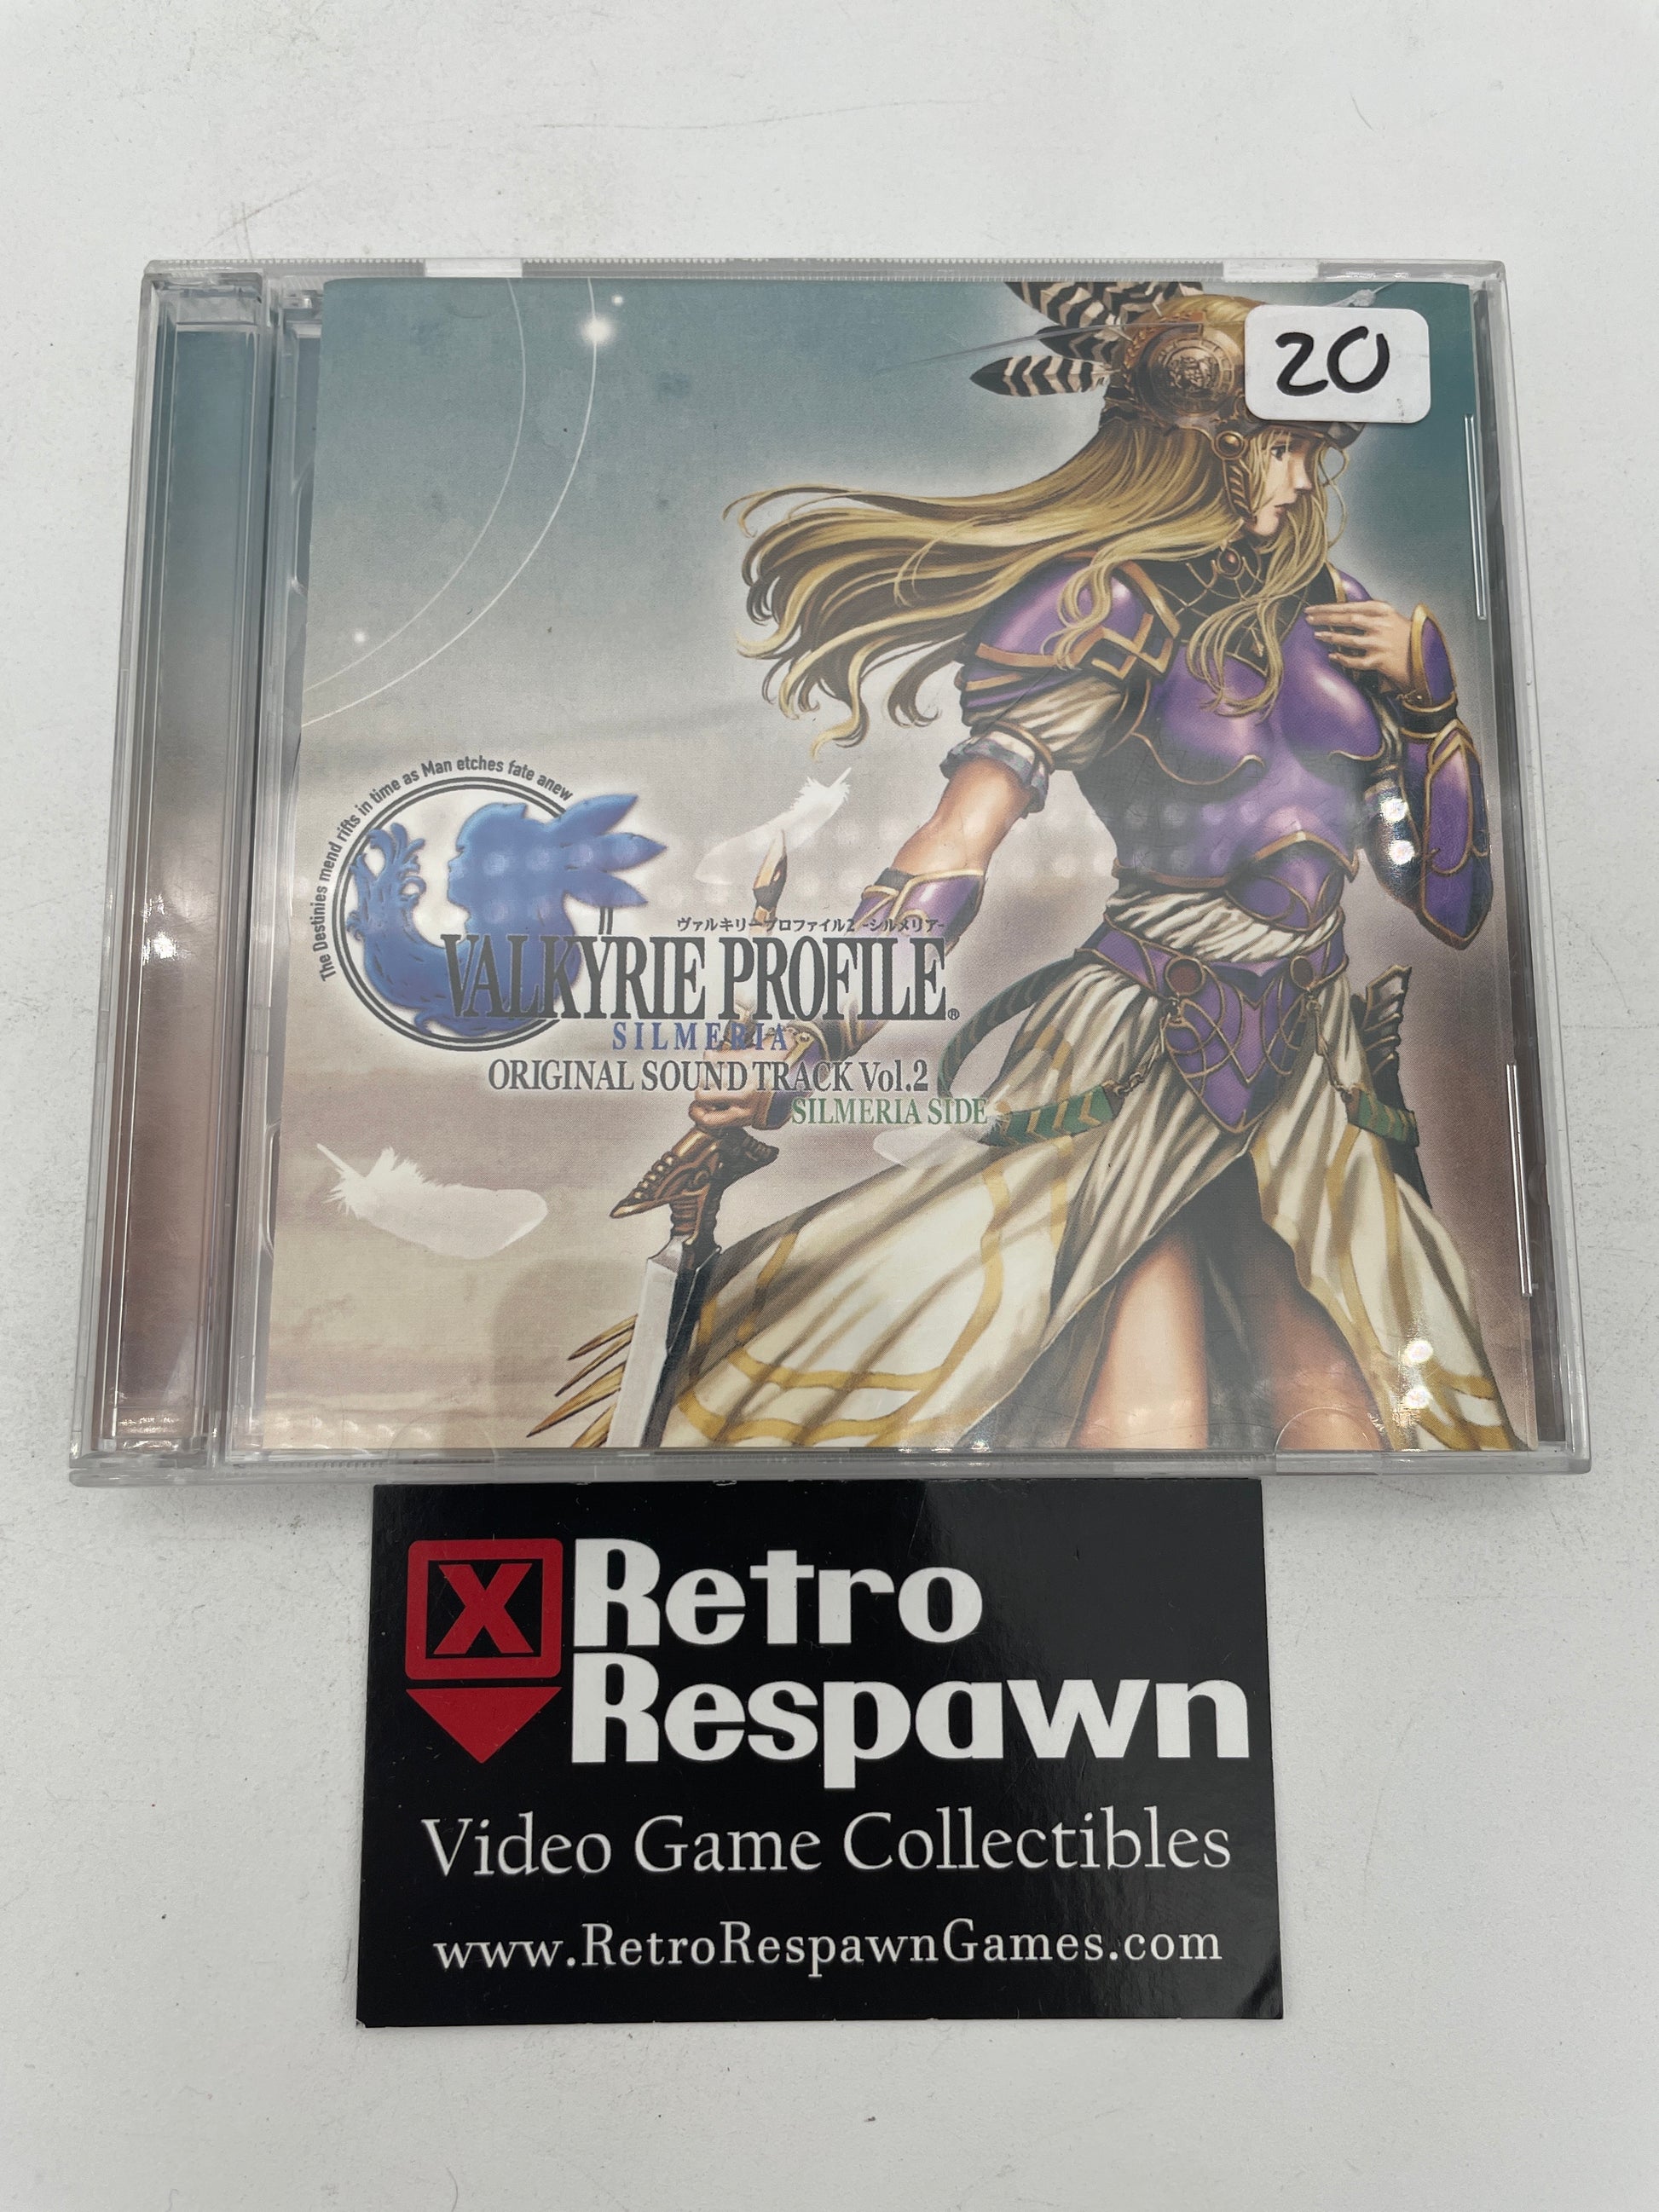 20
The Destinies mend rifts in time as Man etches fate anew
ヴァルキリープロファイル2 -シルメリア-
VALKYRIE PROFILE®
SILMERIA
ORIGINAL SOUND TRACK Vol.2
SILMERIA SIDE
X Retro
Respawn
Video Game Collectibles
www.RetroRespawnGames.com